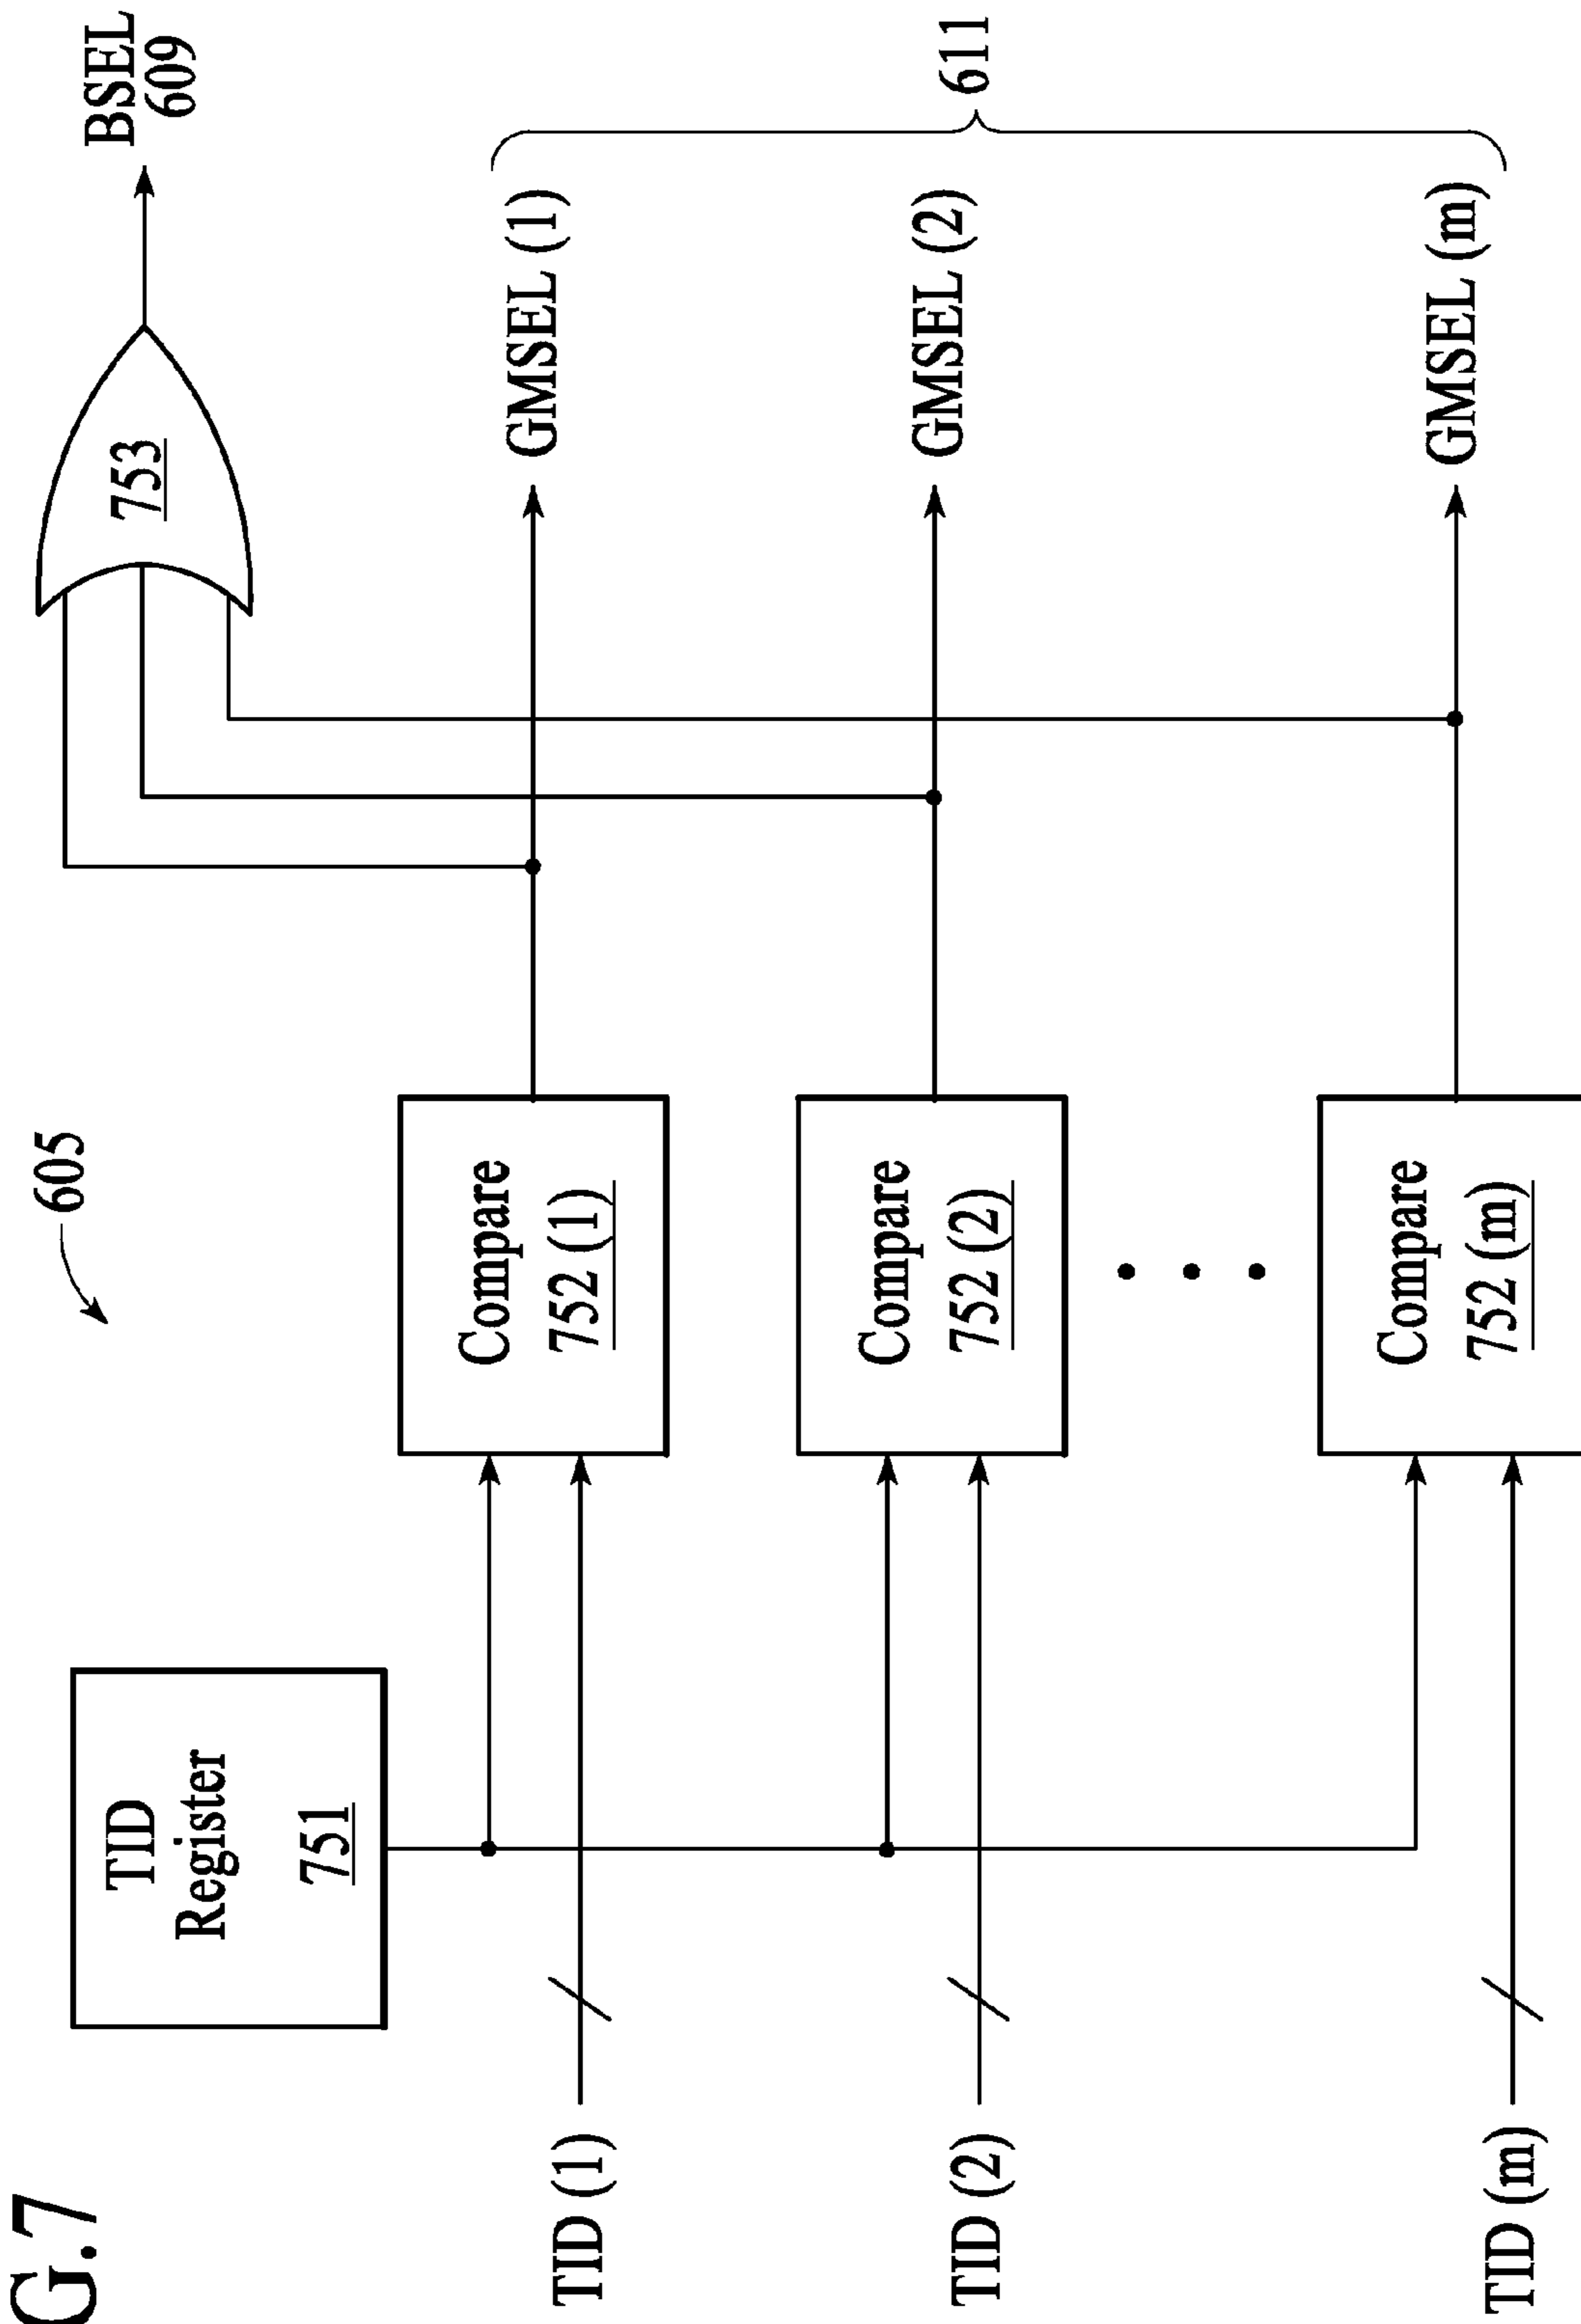 G.7
605
TID
Register
751
BSEL
609
753
TID (1)
Compare
752 (1)
GMSEL (1)
TID (2)
Compare
752 (2)
GMSEL (2)
611
TID (m)
Compare
752 (m)
GMSEL (m)